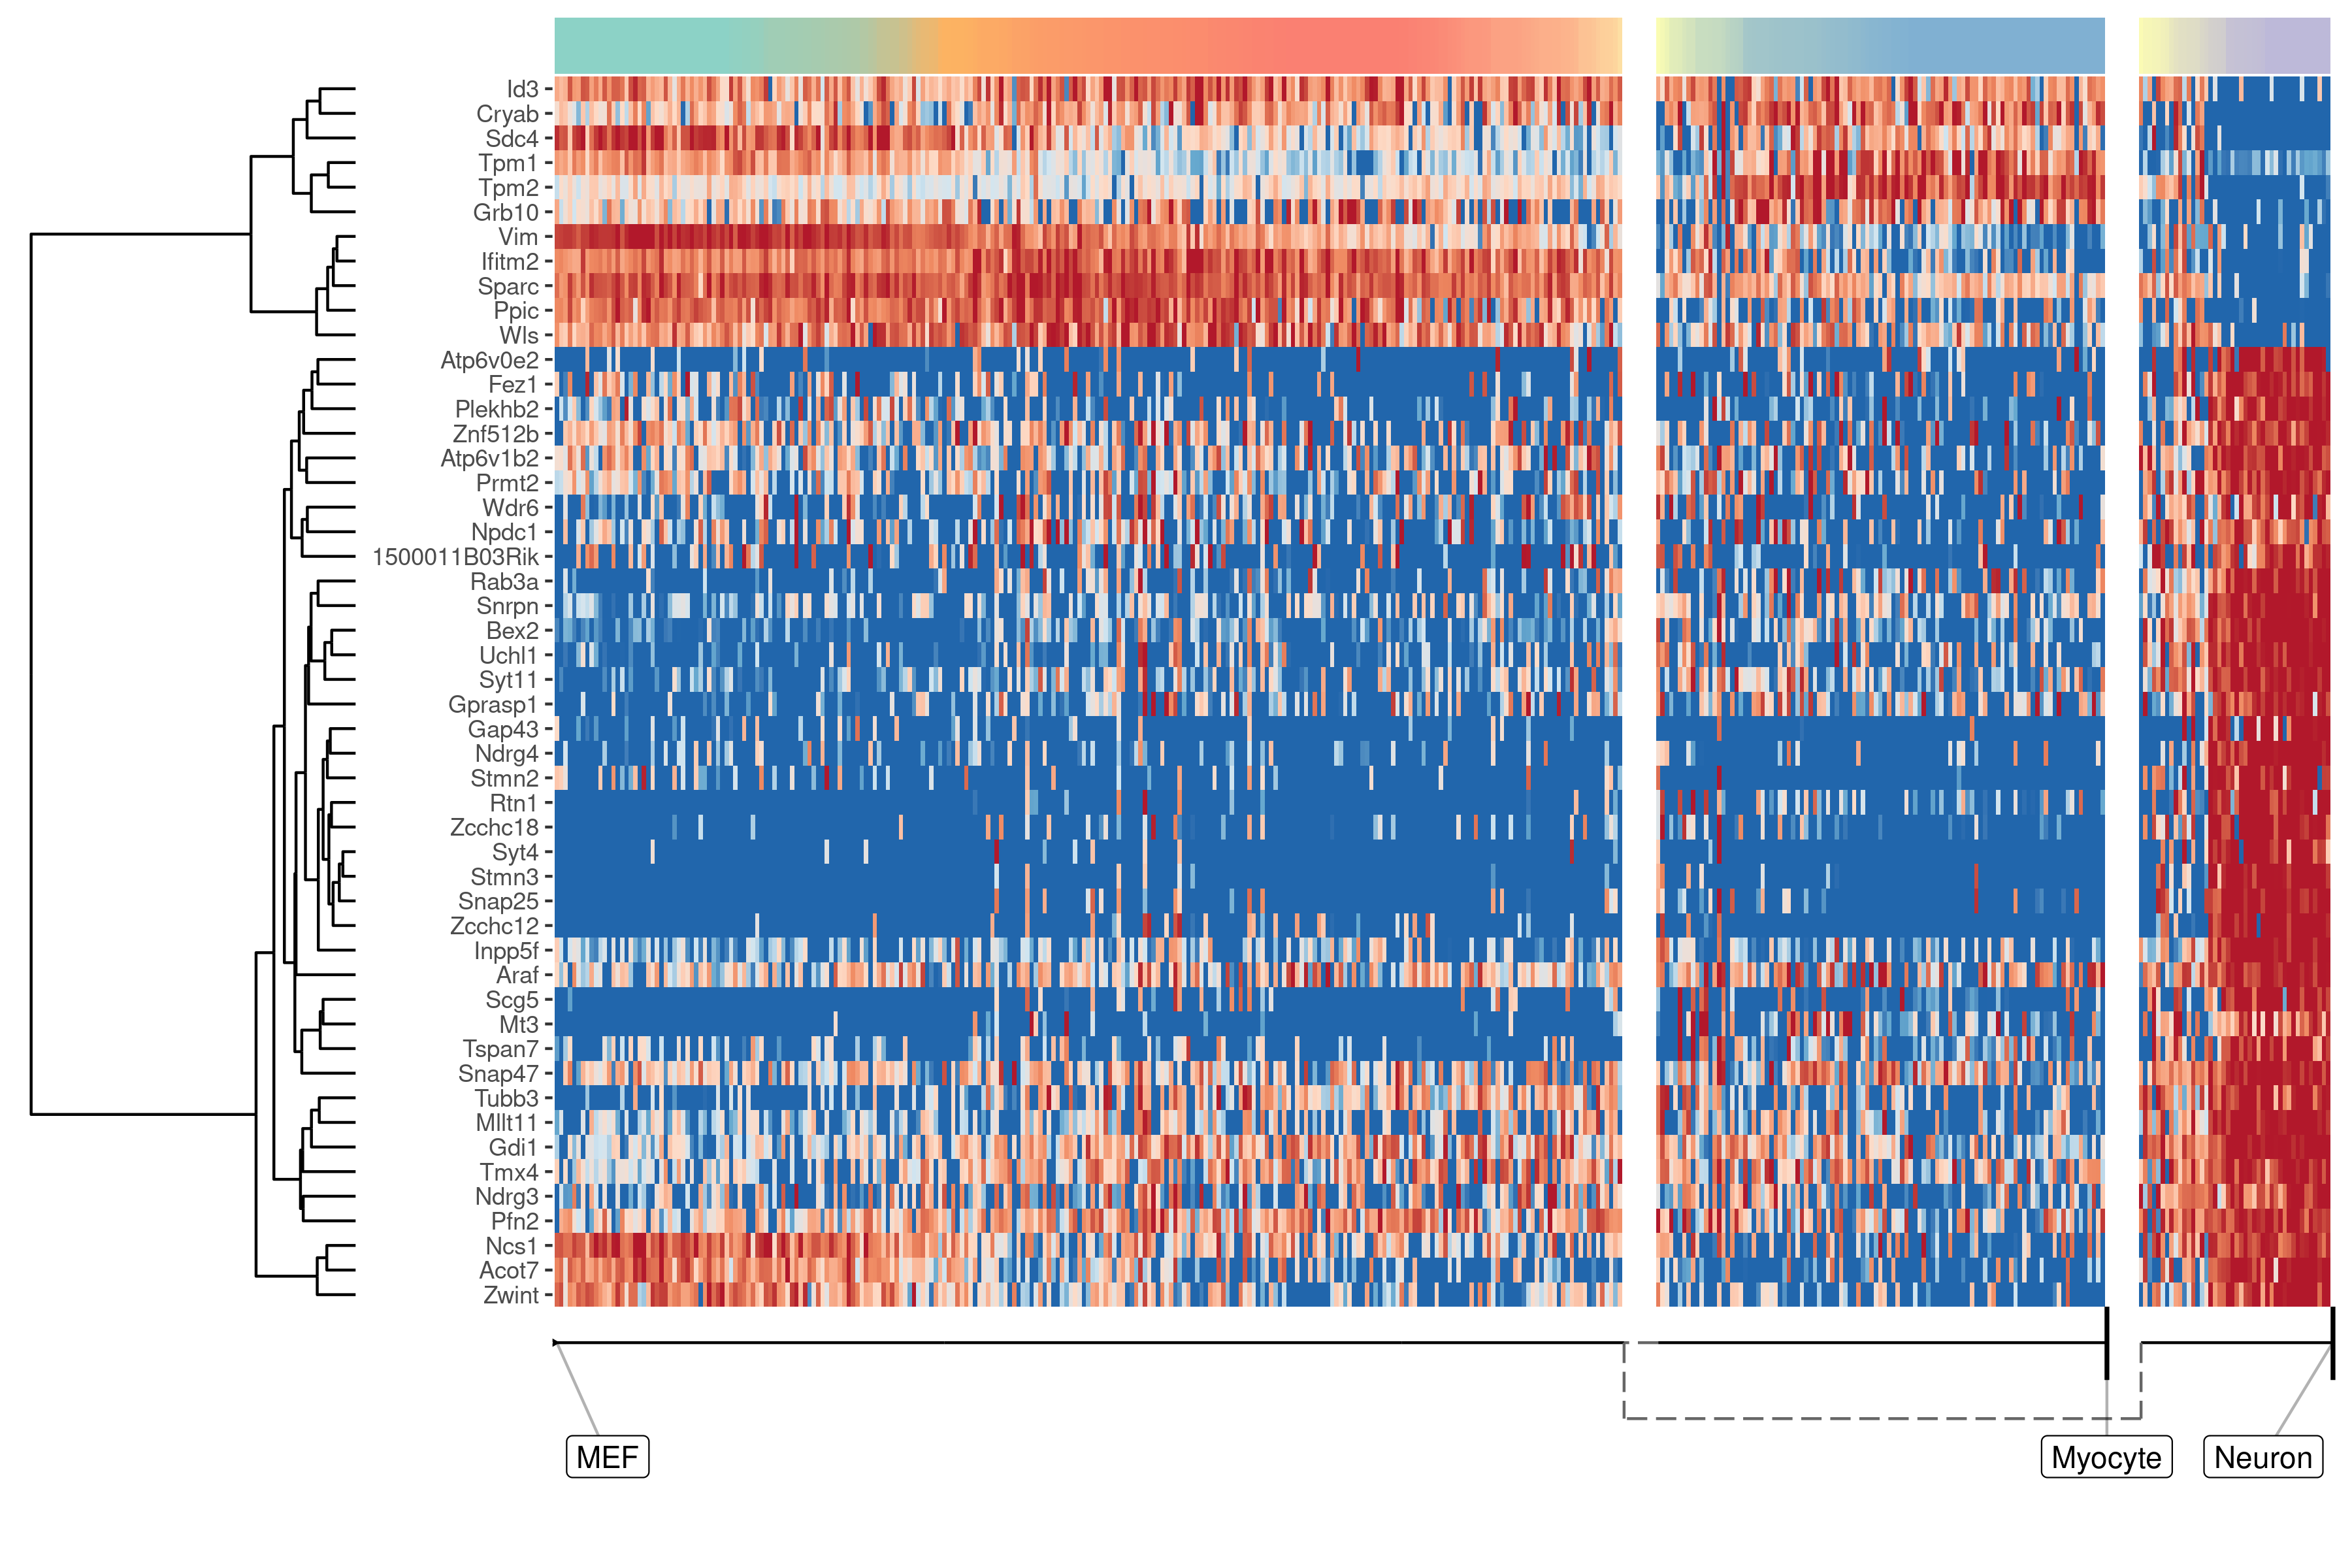 Id3
Cryab
Sdc4
Tpm1
Tpm2
Grb10
Vim
Ifitm2
Sparc
Ppic
Wls
Atp6v0e2
Fez1
Plekhb2
Znf512b
Atp6v1b2
Prmt2
Wdr6
Npdc1
1500011B03Rik
Rab3a
Snrpn
Bex2
Uchl1
Syt11
Gprasp1
Gap43
Ndrg4
Stmn2
Rtn1
Zcchc18
Syt4
Stmn3
Snap25
Zcchc12
Inpp5f
Araf
Scg5
Mt3
Tspan7
Snap47
Tubb3
Mllt11
Gdi1
Tmx4
Ndrg3
Pfn2
Ncs1
Acot7
Zwint
MEF Myocyte Neuron